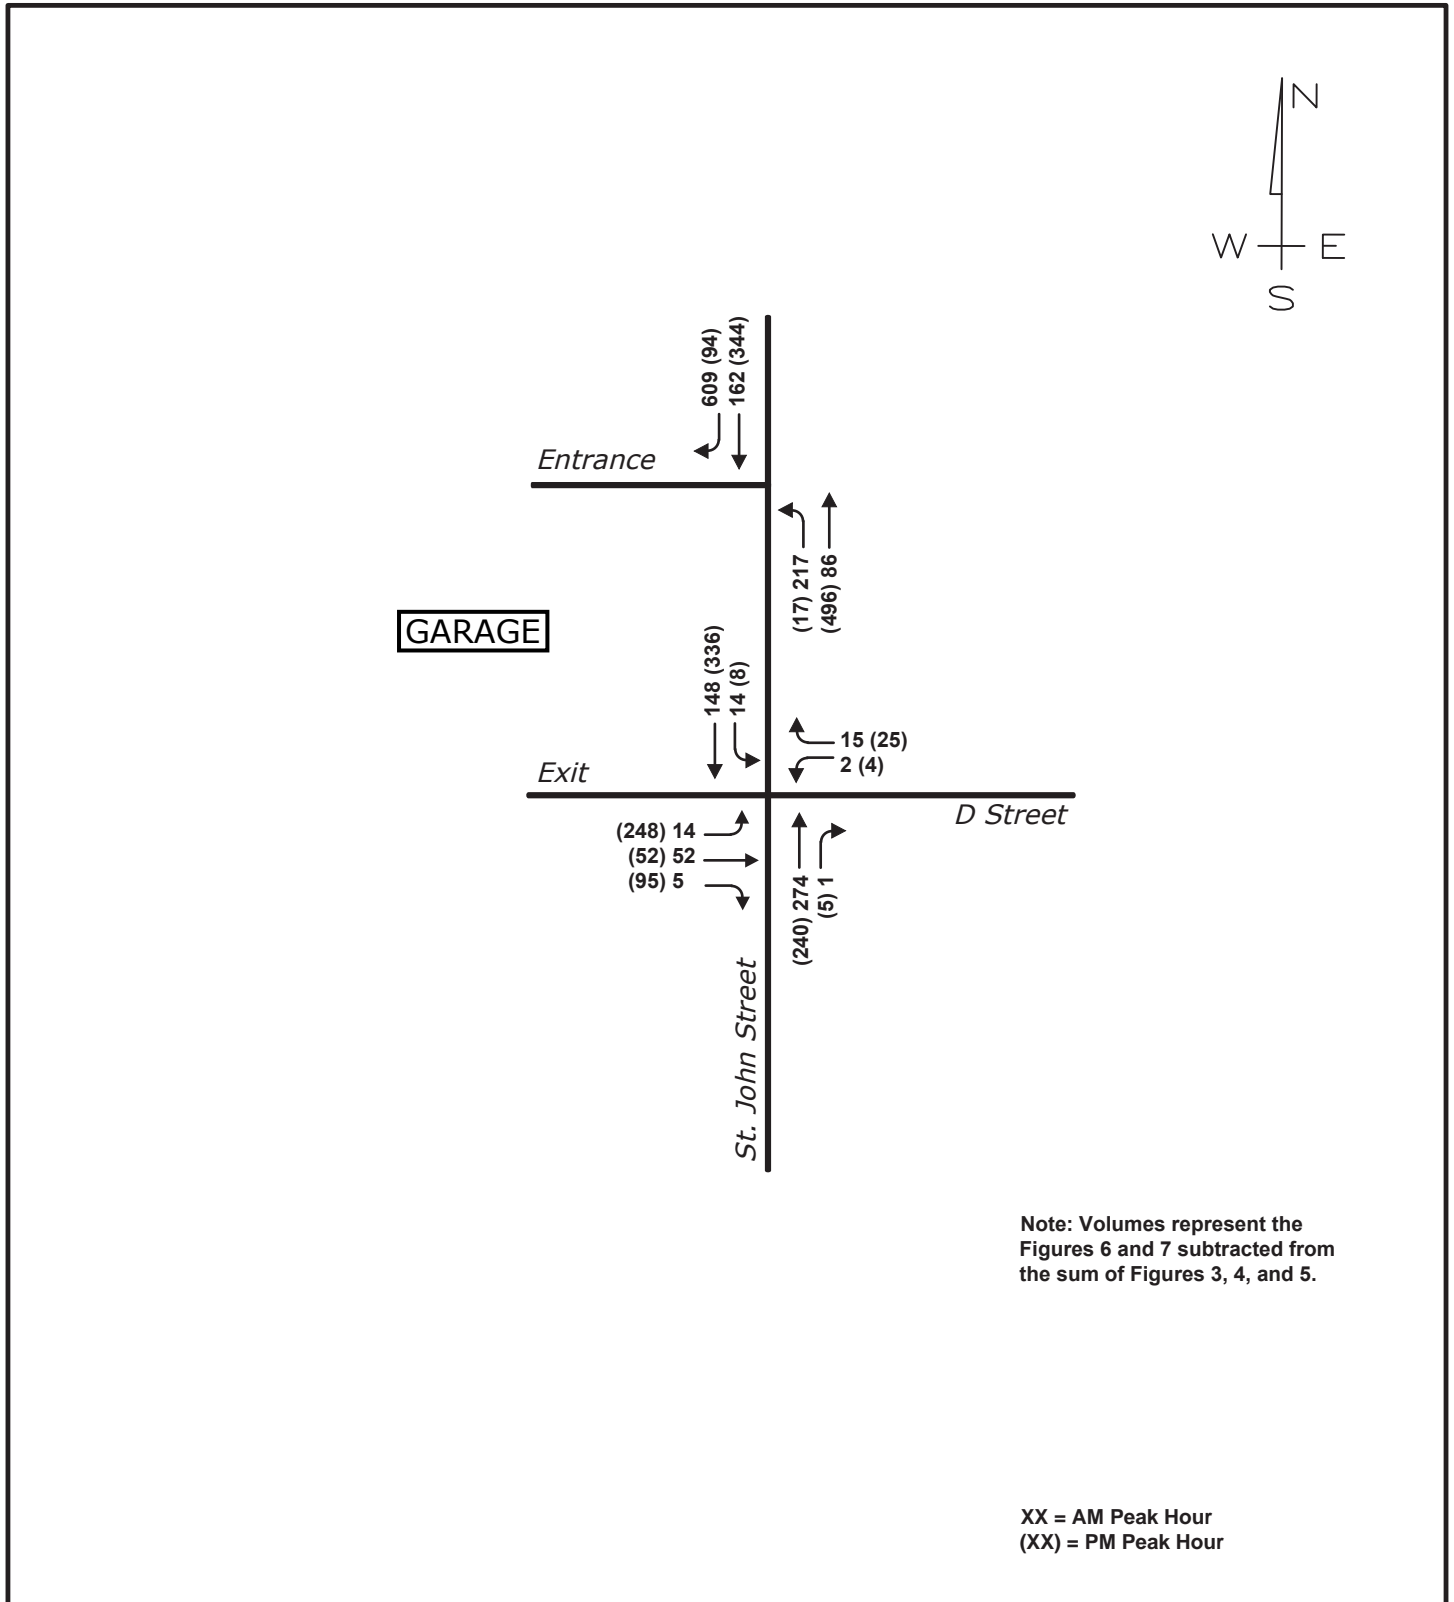 N
W E
S
609 (94)
162 (344)
Entrance
(17) 217
(496) 86
GARAGE
148 (336)
14 (8)
15 (25)
2 (4)
Exit
D Street
(248) 14
(52) 52
(95) 5
(240) 274
(5) 1
St. John Street
Note: Volumes represent the
Figures 6 and 7 subtracted from
the sum of Figures 3, 4, and 5.
XX = AM Peak Hour
(XX) = PM Peak Hour